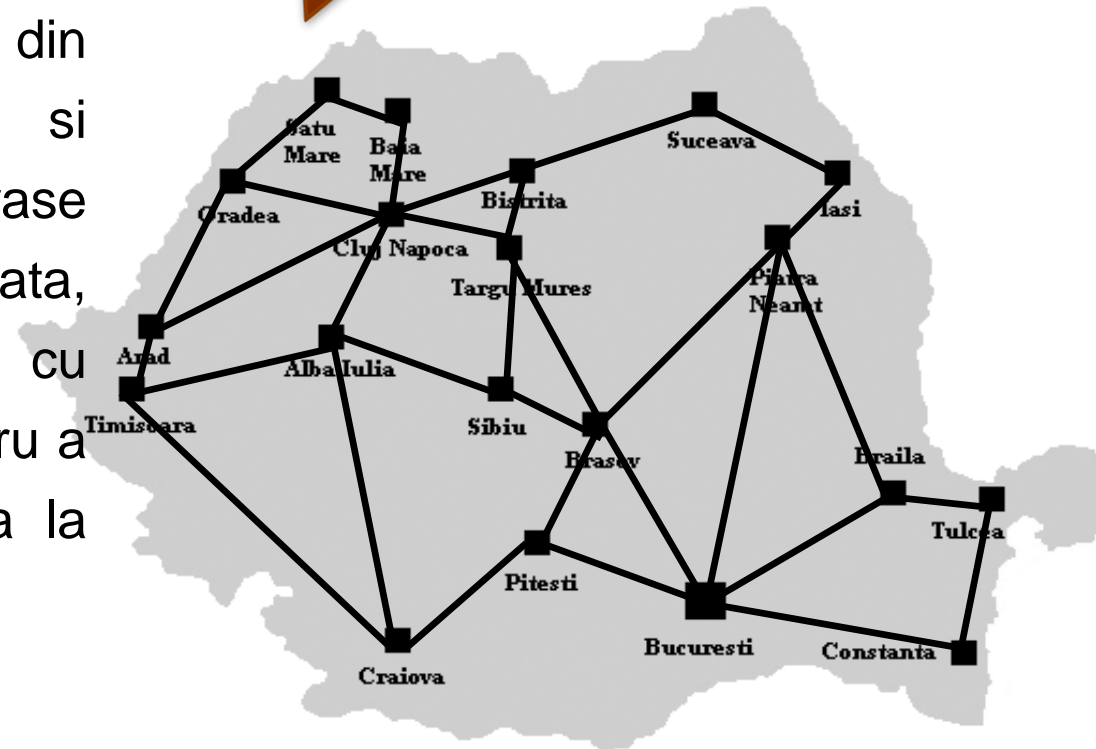 din
si
ata,
cu
ru a
a la
Satu
Mare
Baia
Mare
Suceava
Bistrita
Iasi
Oradea
Cluj Napoca
Targu Mures
Piatra
Neamt
Arad
Alba Iulia
Timisoara
Sibiu
Brasov
Braila
Tulcea
Pitesti
Bucuresti
Constanta
Craiova